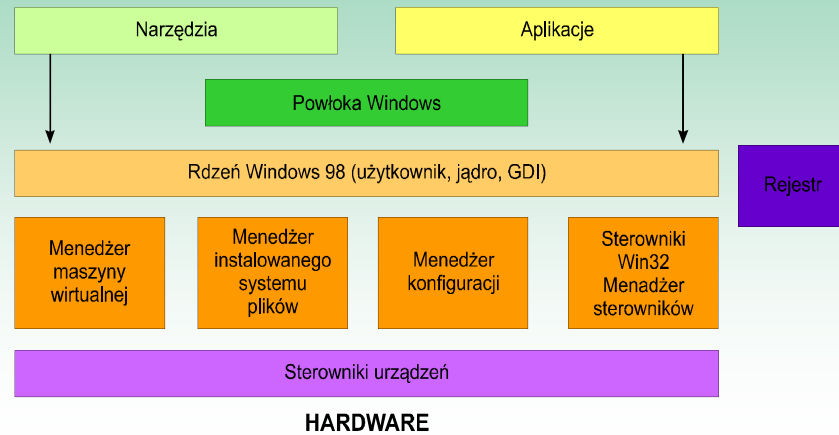 Narzędzia
Aplikacje
Powłoka Windows
Rdzeń Windows 98 (użytkownik, jądro, GDI)
Rejestr
Menedżer
maszyny
wirtualnej
Menedżer
instalowanego
systemu
plików
Menedżer
konfiguracji
Sterowniki
Win32
Menadżer
sterowników
Sterowniki urządzeń
HARDWARE